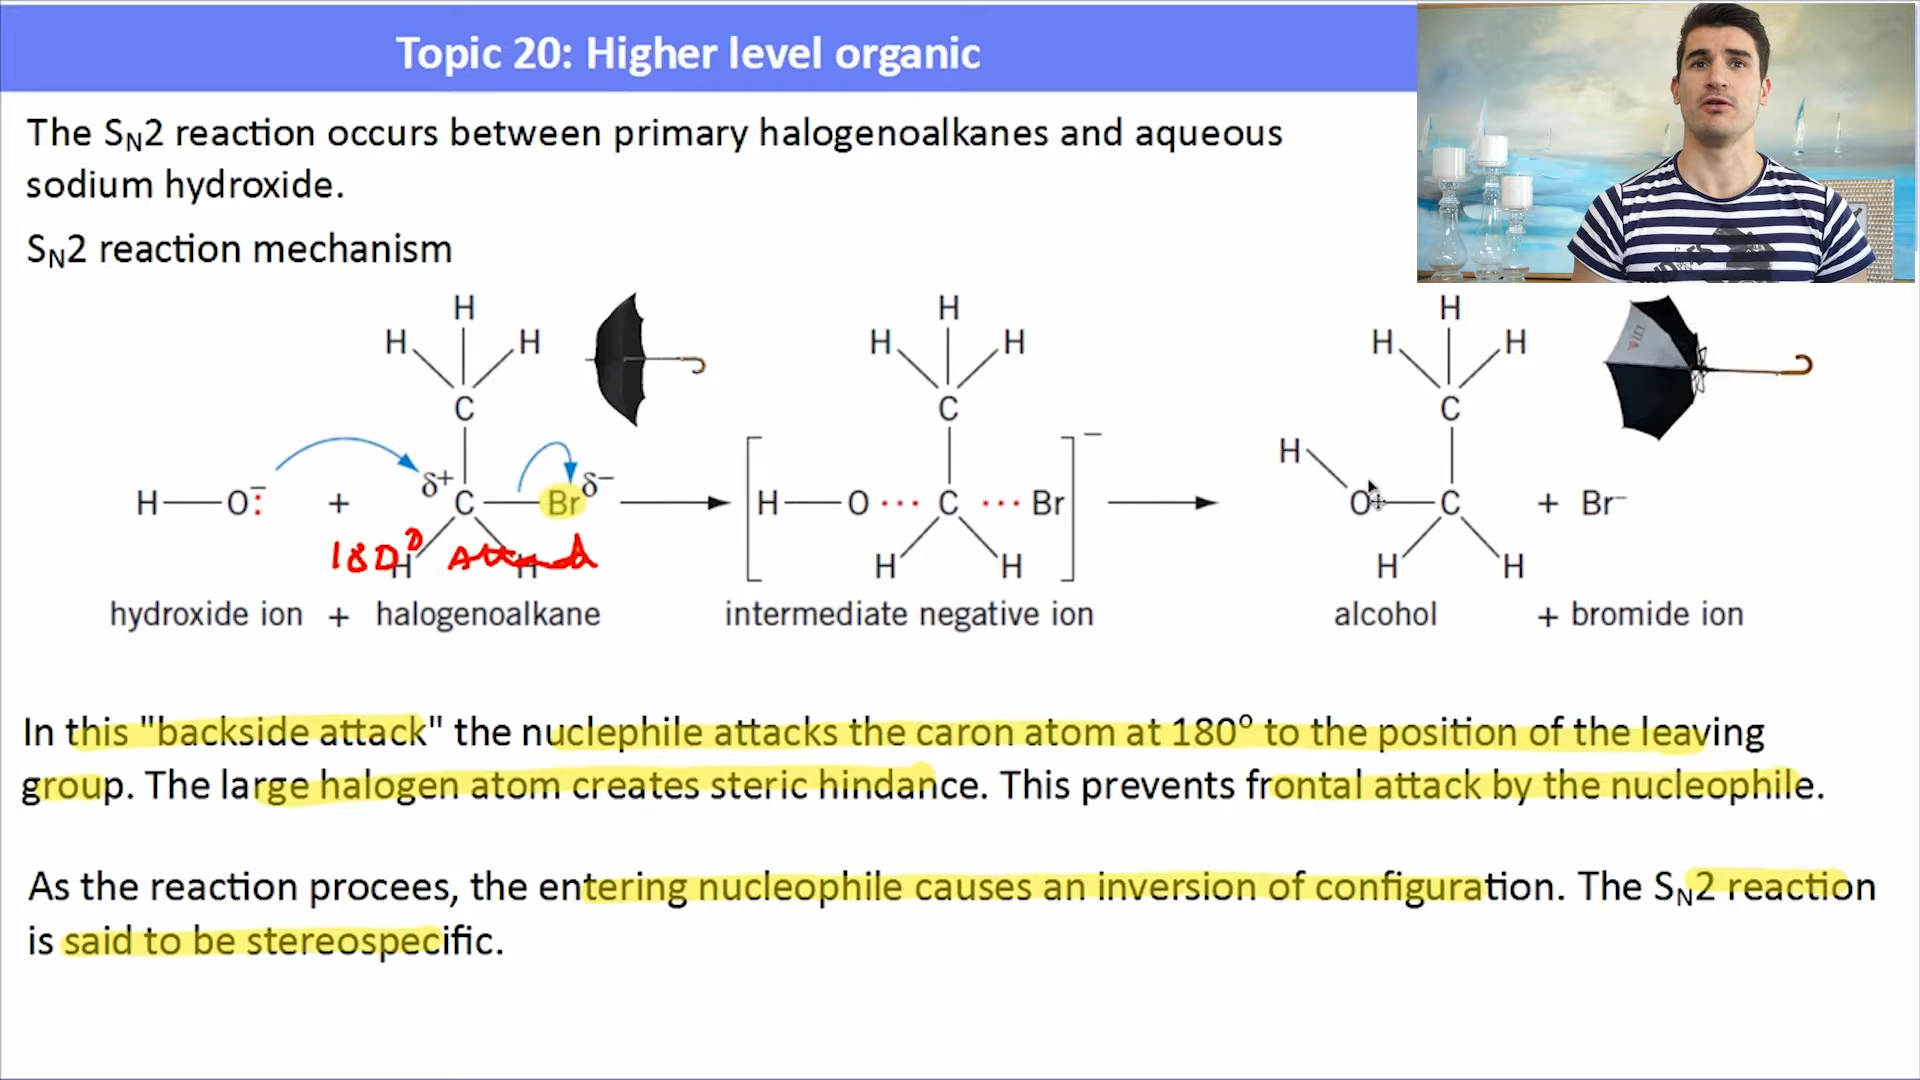 Topic 20: Higher level organic
The SN2 reaction occurs between primary halogenoalkanes and aqueous
sodium hydroxide.
SN2 reaction mechanism
H H H
H H H H H H
C C C
H
δ+ δ−
H O:− + C Br H O ··· C ··· Br − O C + Br−
180° Attack
H H H H H H
hydroxide ion + halogenoalkane intermediate negative ion alcohol + bromide ion
In this "backside attack" the nuclephile attacks the caron atom at 180º to the position of the leaving
group. The large halogen atom creates steric hindance. This prevents frontal attack by the nucleophile.
As the reaction procees, the entering nucleophile causes an inversion of configuration. The SN2 reaction
is said to be stereospecific.